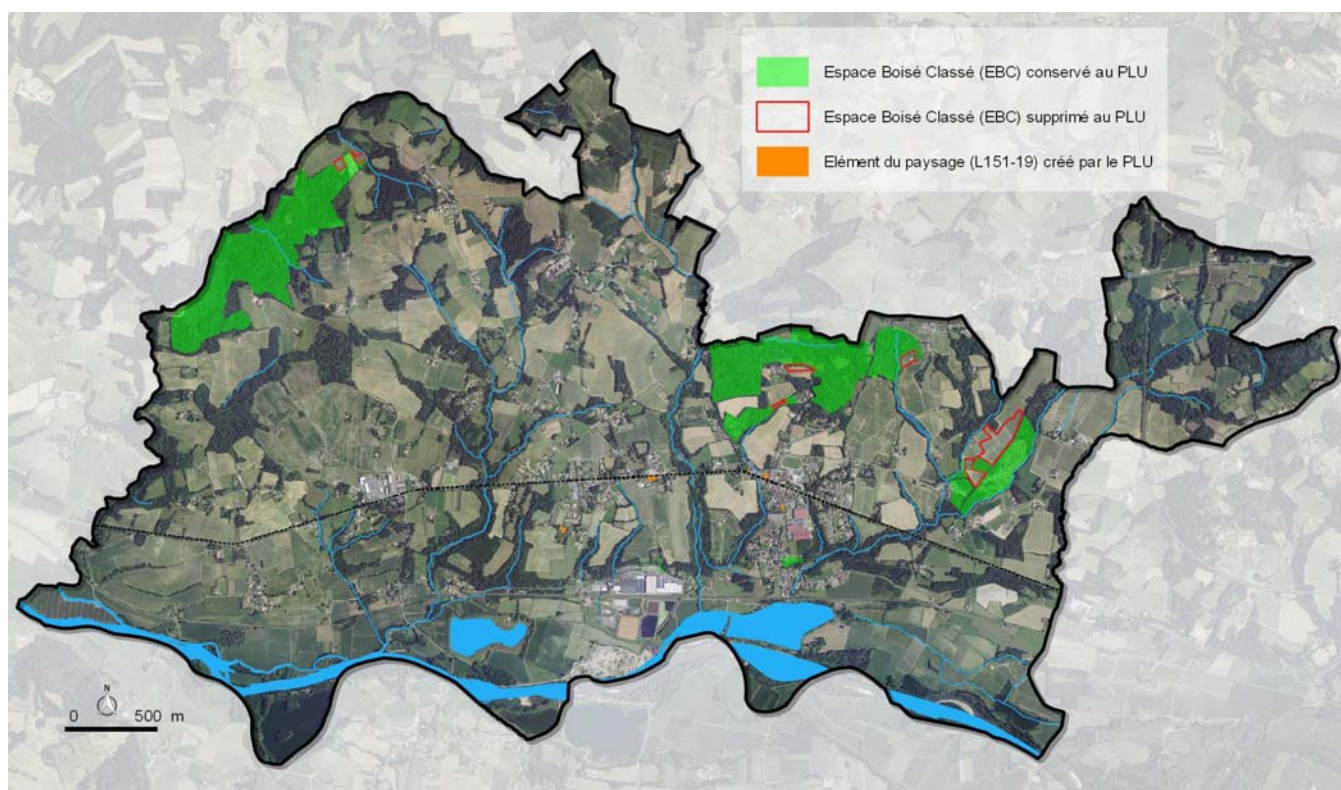 Espace Boisé Classé (EBC) conservé au PLU
Espace Boisé Classé (EBC) supprimé au PLU
Elément du paysage (L151-19) créé par le PLU
N
0 500 m